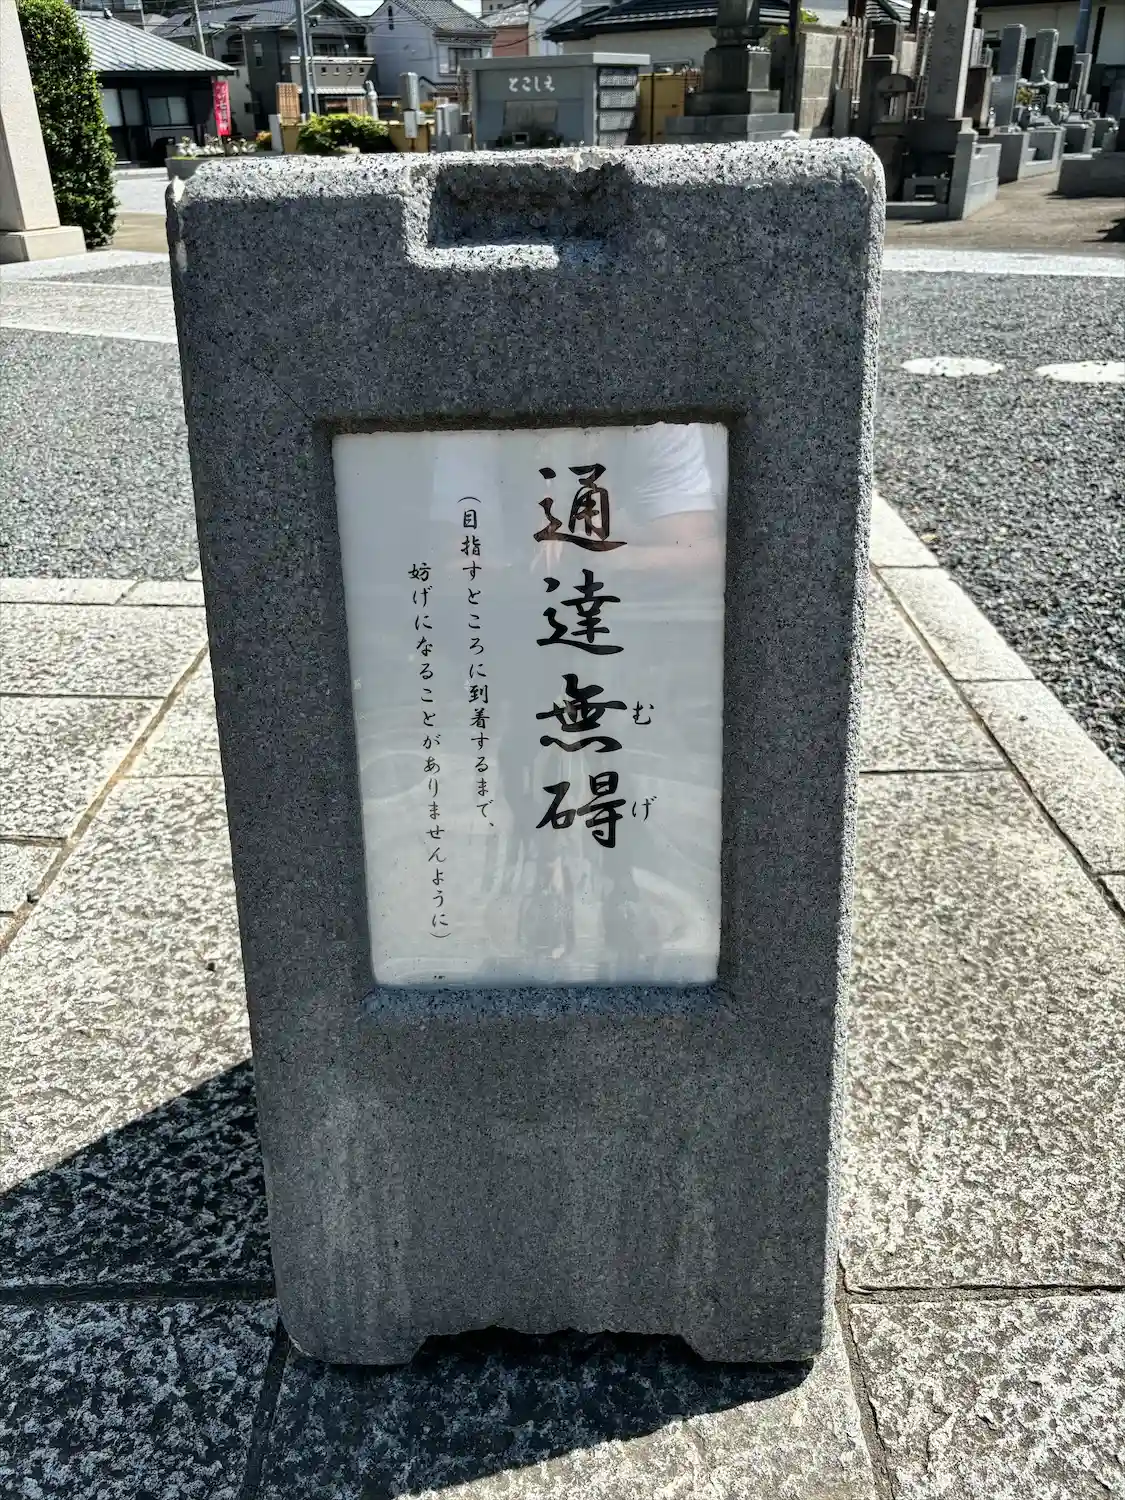 通達無碍
むげ
（目指すところに到着するまで、
妨げになることがありませんように）
とこしえ